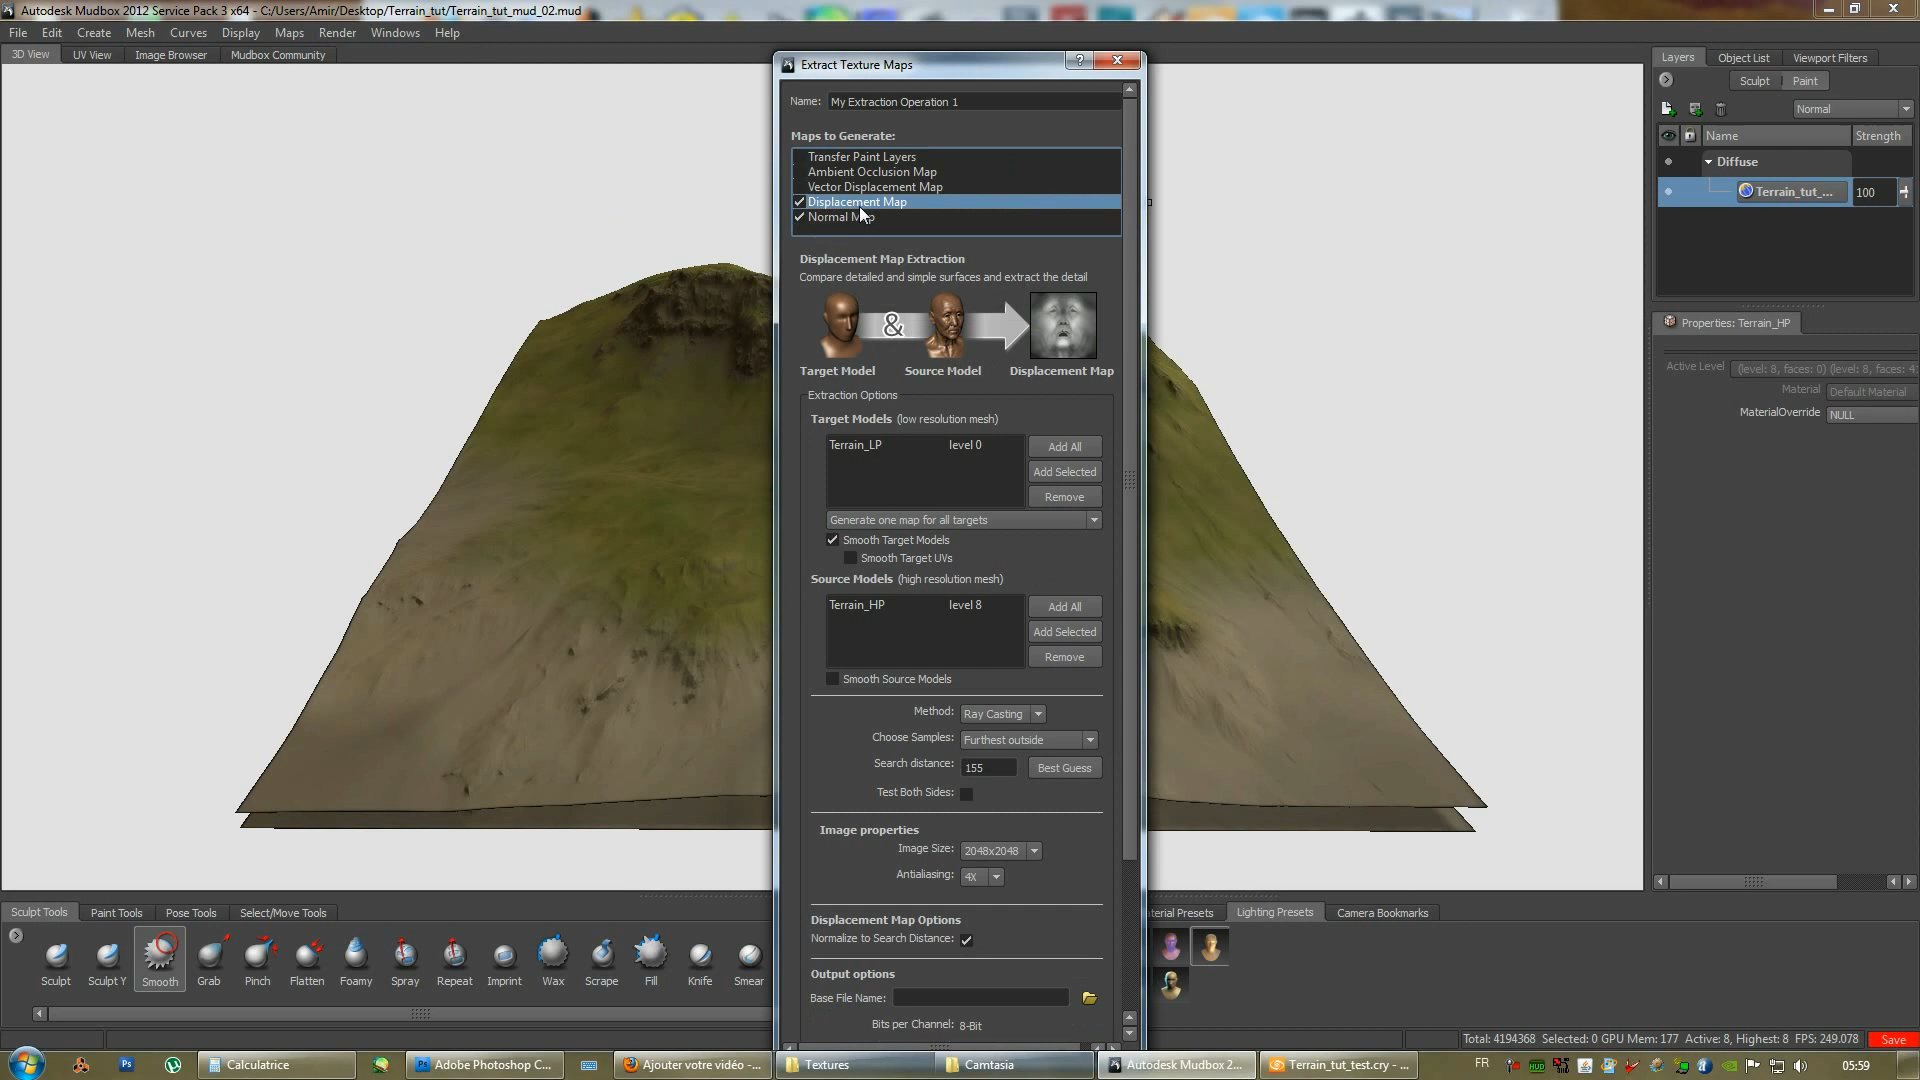 Autodesk Mudbox 2012 Service Pack 3 x64 - C:/Users/Amir/Desktop/Terrain_tut/Terrain_tut_mud_02.mud
File Edit Create Mesh Curves Display Maps Render Windows Help
3D View UV View Image Browser Mudbox Community
Extract Texture Maps
Name: My Extraction Operation 1
Maps to Generate:
Transfer Paint Layers
Ambient Occlusion Map
Vector Displacement Map
Displacement Map
Normal Map
Displacement Map Extraction
Compare detailed and simple surfaces and extract the detail
&
Target Model Source Model Displacement Map
Extraction Options
Target Models (low resolution mesh)
Terrain_LP level 0
Add All
Add Selected
Remove
Generate one map for all targets
Smooth Target Models
Smooth Target UVs
Source Models (high resolution mesh)
Terrain_HP level 8
Add All
Add Selected
Remove
Smooth Source Models
Method: Ray Casting
Choose Samples: Furthest outside
Search distance: 155 Best Guess
Test Both Sides:
Image properties
Image Size: 2048x2048
Antialiasing: 4X
Displacement Map Options
Normalize to Search Distance:
Output options
Base File Name:
Bits per Channel: 8-Bit
Layers Object List Viewport Filters
Sculpt Paint
Normal
Name Strength
Diffuse
Terrain_tut_... 100
Properties: Terrain_HP
Active Level (level: 8, faces: 0) (level: 8, faces: 4
Material Default Material
MaterialOverride NULL
Sculpt Tools Paint Tools Pose Tools Select/Move Tools
Sculpt Sculpt Y Smooth Grab Pinch Flatten Foamy Spray Repeat Imprint Wax Scrape Fill Knife Smear
terial Presets Lighting Presets Camera Bookmarks
Total: 4194368 Selected: 0 GPU Mem: 177 Active: 8, Highest: 8 FPS: 249.078
Save
Calculatrice
Adobe Photoshop C...
Ajouter votre vidéo -...
Textures
Camtasia
Autodesk Mudbox 2...
Terrain_tut_test.cry - ...
FR
05:59